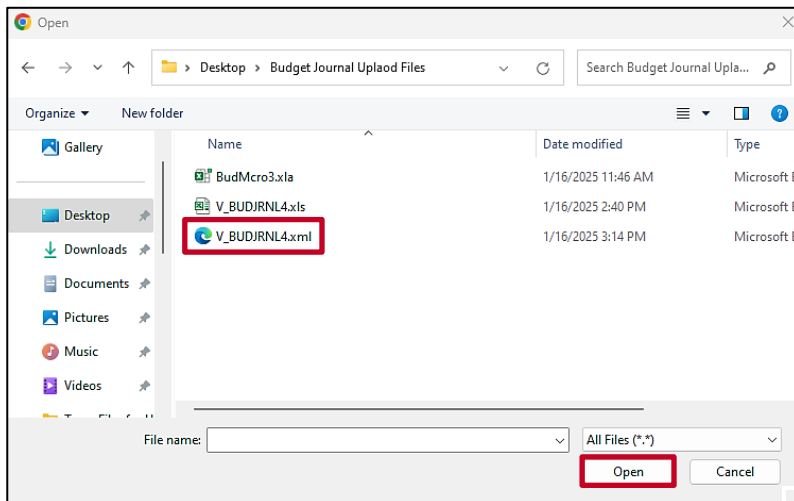 Open
Desktop > Budget Journal Uplaod Files
Search Budget Journal Upla...
Organize
New folder
Gallery
Desktop
Downloads
Documents
Pictures
Music
Videos
Name
Date modified
Type
BudMcro3.xla
1/16/2025 11:46 AM
Microsoft E
V_BUDJRNL4.xls
1/16/2025 2:40 PM
Microsoft E
V_BUDJRNL4.xml
1/16/2025 3:14 PM
Microsoft E
File name:
All Files (*.*)
Open
Cancel